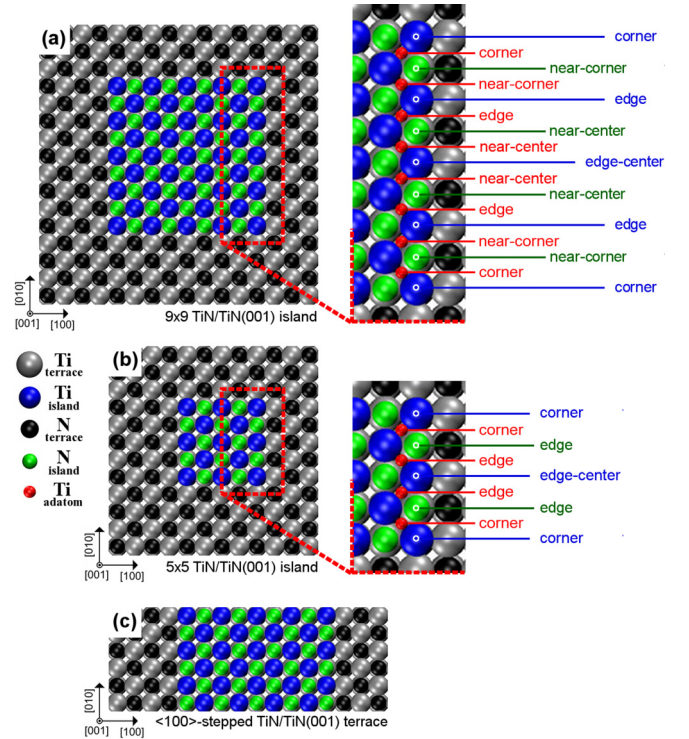 (a)
[010]
[001] [100]
9x9 TiN/TiN(001) island
corner
corner
near-corner
near-corner
edge
edge
near-center
near-center
edge-center
near-center
near-center
edge
edge
near-corner
near-corner
corner
corner
Ti
terrace
Ti
island
N
terrace
N
island
Ti
adatom
(b)
[010]
[001] [100]
5x5 TiN/TiN(001) island
corner
corner
edge
edge
edge-center
edge
edge
corner
corner
(c)
[010]
[001] [100]
<100>-stepped TiN/TiN(001) terrace